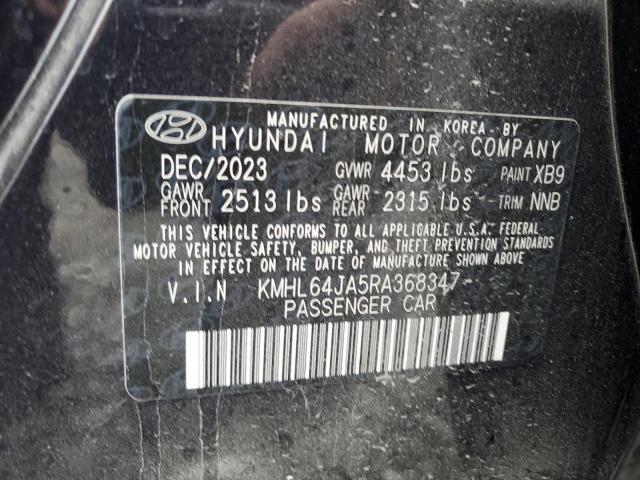 MANUFACTURED IN KOREA BY
HYUNDAI MOTOR COMPANY
DEC/2023 GVWR 4453 lbs PAINT XB9
GAWR FRONT 2513 lbs GAWR REAR 2315 lbs TRIM NNB
THIS VEHICLE CONFORMS TO ALL APPLICABLE U.S.A. FEDERAL
MOTOR VEHICLE SAFETY, BUMPER, AND THEFT PREVENTION STANDARDS
IN EFFECT ON THE DATE OF MANUFACTURE SHOWN ABOVE.
V.I.N KMHL64JA5RA368347
PASSENGER CAR